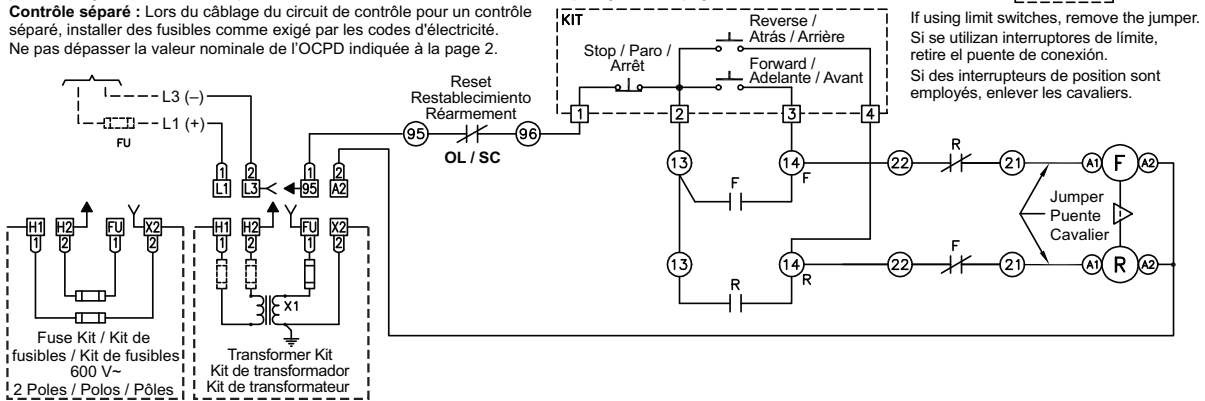 Contrôle séparé : Lors du câblage du circuit de contrôle pour un contrôle
séparé, installer des fusibles comme exigé par les codes d'électricité.
Ne pas dépasser la valeur nominale de l'OCPD indiquée à la page 2.
KIT
Reverse /
Atrás / Arrière
Stop / Paro /
Arrêt
Forward /
Adelante / Avant
1
2
3
4
If using limit switches, remove the jumper.
Si se utilizan interruptores de límite,
retire el puente de conexión.
Si des interrupteurs de position sont
employés, enlever les cavaliers.
L3 (–)
L1 (+)
FU
Reset
Restablecimiento
Réarmement
95
96
OL / SC
1
2
1
2
L1
L3
95
A2
13
14
F
F
22
R
21
A1
F
A2
Jumper
Puente
Cavalier
I
13
14
R
R
22
F
21
A1
R
A2
H1
H2
FU
X2
1
2
1
2
Fuse Kit / Kit de
fusibles / Kit de fusibles
600 V~
2 Poles / Polos / Pôles
H1
H2
FU
X2
1
2
1
2
X1
Transformer Kit
Kit de transformador
Kit de transformateur